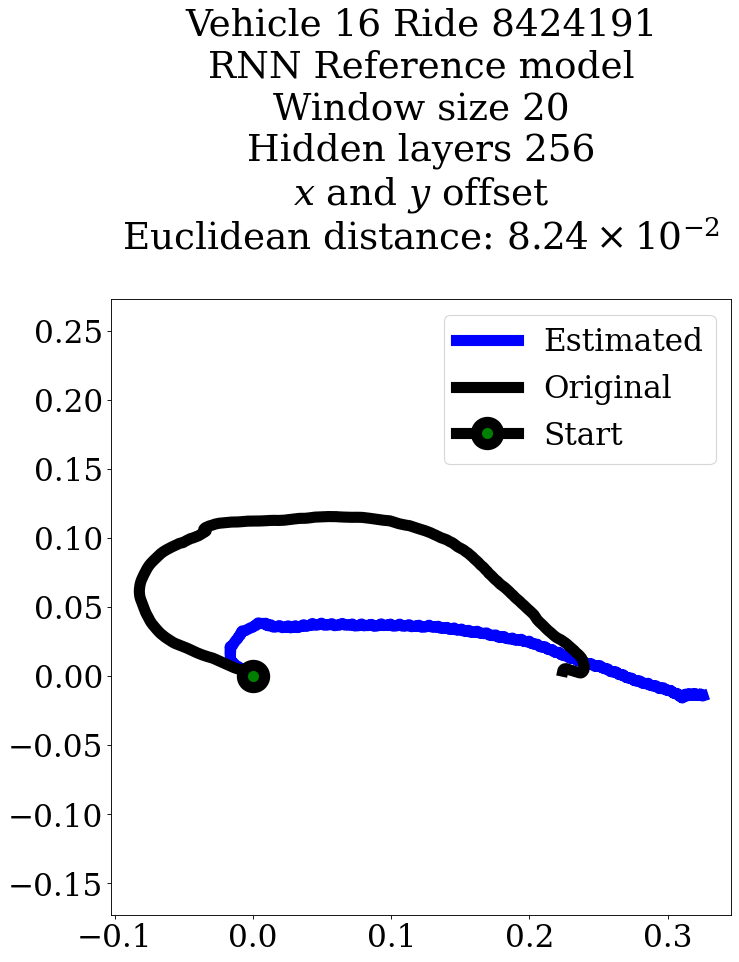 Vehicle 16 Ride 8424191
RNN Reference model
Window size 20
Hidden layers 256
x and y offset
Euclidean distance: 8.24 × 10⁻²
Estimated
Original
Start
0.25
0.20
0.15
0.10
0.05
0.00
−0.05
−0.10
−0.15
−0.1 0.0 0.1 0.2 0.3